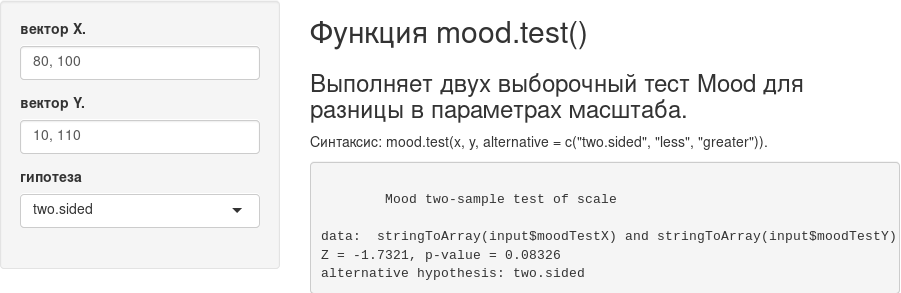 вектор X.
80, 100
вектор Y.
10, 110
гипотеза
two.sided
Функция mood.test()
Выполняет двух выборочный тест Mood для
разницы в параметрах масштаба.
Синтаксис: mood.test(x, y, alternative = c("two.sided", "less", "greater")).
Mood two-sample test of scale
data:  stringToArray(input$moodTestX) and stringToArray(input$moodTestY)
Z = -1.7321, p-value = 0.08326
alternative hypothesis: two.sided